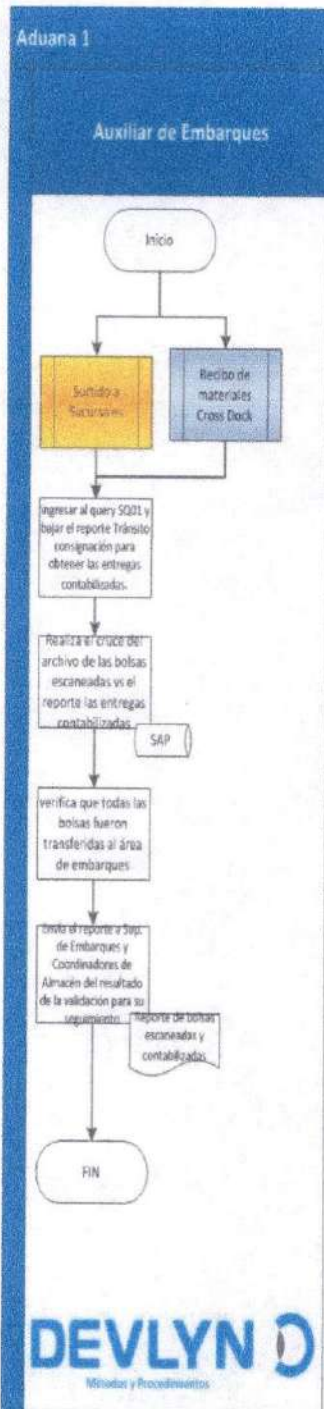 Aduana 1
Auxiliar de Embarques
Inicio
Surtido a
Sucursales
Recibo de
materiales
Cross Dock
Ingresar al query SQ01 y
bajar el reporte Tránsito
consignación para
obtener las entregas
contabilisadas.
Realiza el cruce del
archivo de las bolsas
escaneadas vs el
reporte las entregas
contabilizadas
SAP
verifica que todas las
bolsas fueron
transferidas al área
de embarques
Envía el reporte a Sup.
de Embarques y
Coordinadores de
Almacén del resultado
de la validación para su
seguimiento
Reporte de bolsas
escaneadas y
contabilizadas
FIN
DEVLYN
Métodos y Procedimientos